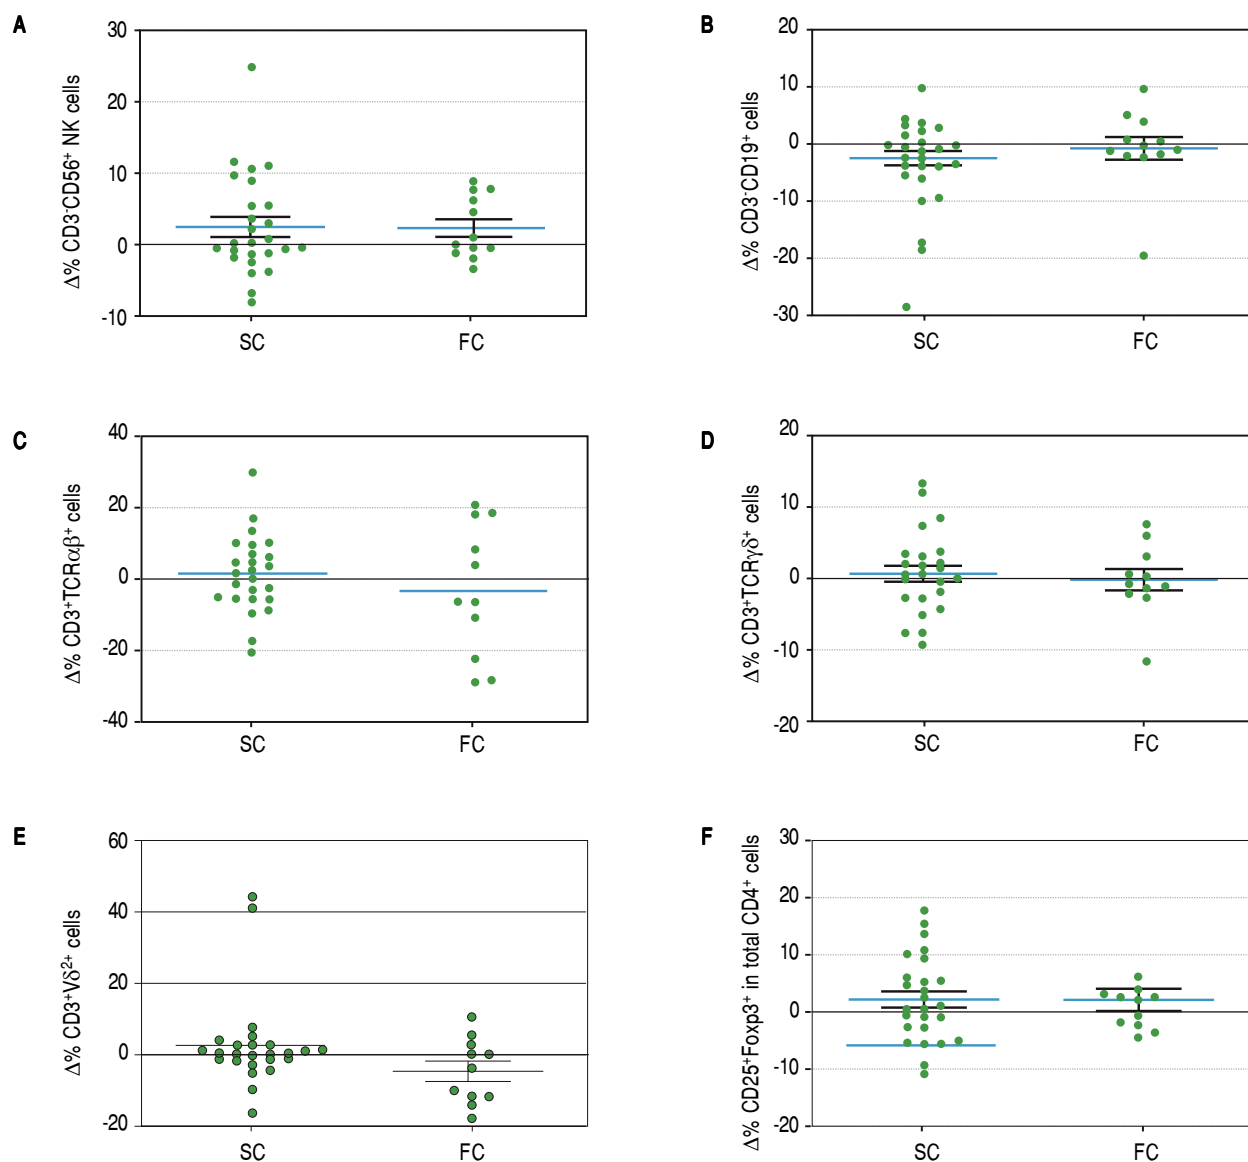 A
Δ% CD3⁻CD56⁺ NK cells
30
20
10
0
-10
SC FC
B
Δ% CD3⁻CD19⁺ cells
20
10
0
-10
-20
-30
SC FC
C
Δ% CD3⁺TCRαβ⁺ cells
40
20
0
-20
-40
SC FC
D
Δ% CD3⁺TCRγδ⁺ cells
20
10
0
-10
-20
SC FC
E
Δ% CD3⁺Vδ²⁺ cells
60
40
20
0
-20
SC FC
F
Δ% CD25⁺Foxp3⁺ in total CD4⁺ cells
30
20
10
0
-10
-20
SC FC